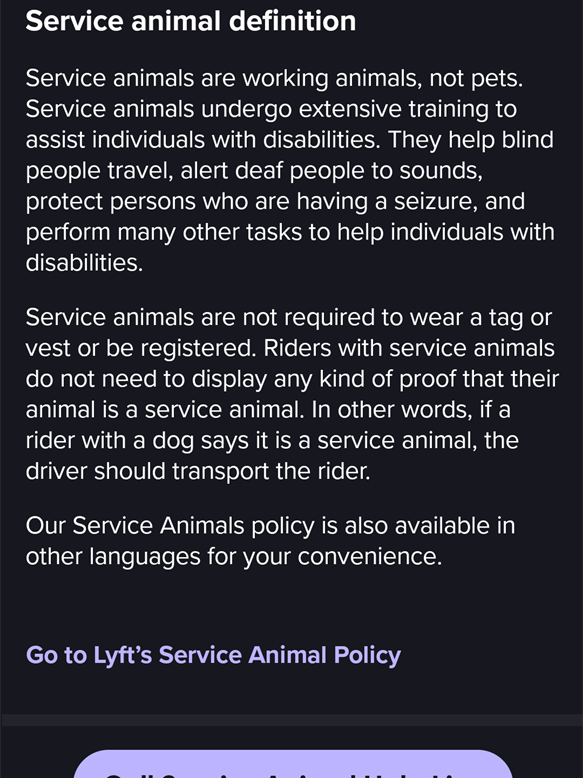 Service animal definition
Service animals are working animals, not pets.
Service animals undergo extensive training to
assist individuals with disabilities. They help blind
people travel, alert deaf people to sounds,
protect persons who are having a seizure, and
perform many other tasks to help individuals with
disabilities.
Service animals are not required to wear a tag or
vest or be registered. Riders with service animals
do not need to display any kind of proof that their
animal is a service animal. In other words, if a
rider with a dog says it is a service animal, the
driver should transport the rider.
Our Service Animals policy is also available in
other languages for your convenience.
Go to Lyft’s Service Animal Policy